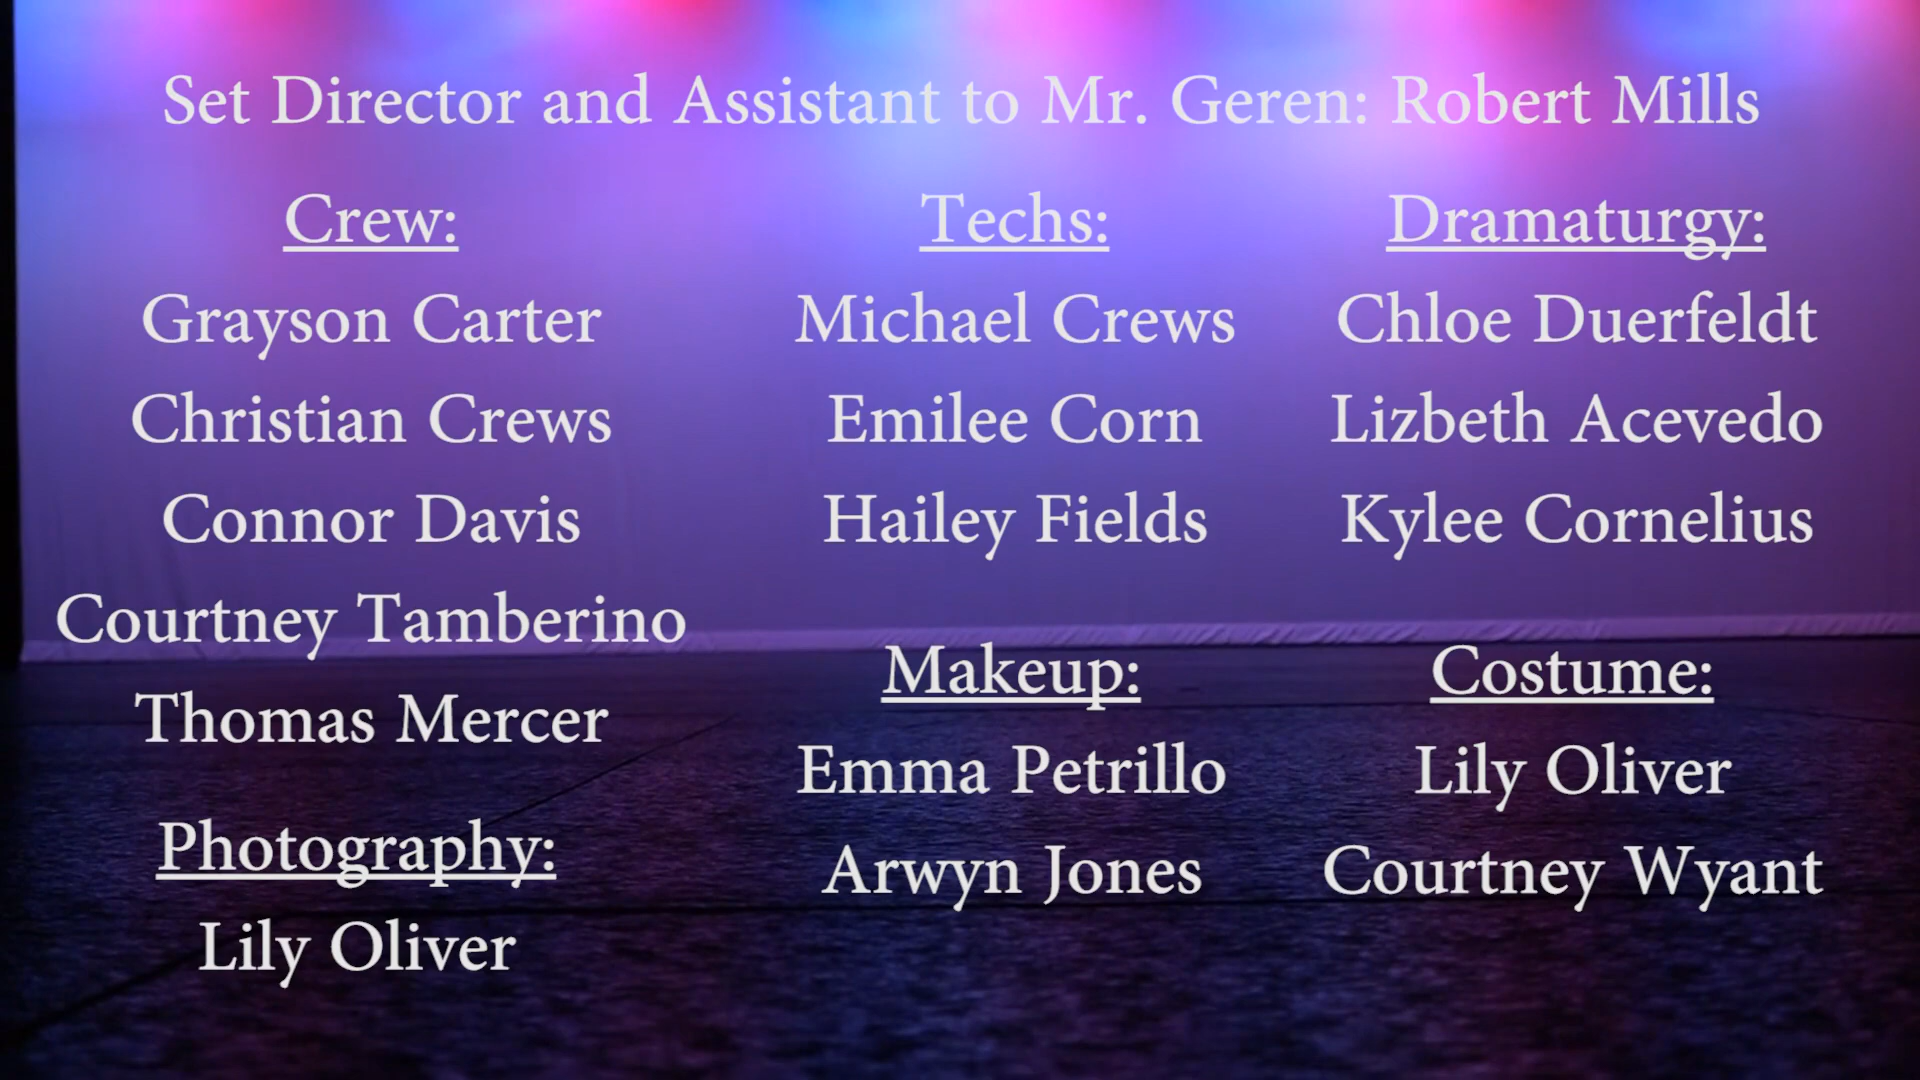 Set Director and Assistant to Mr. Geren: Robert Mills
Crew:
Grayson Carter
Christian Crews
Connor Davis
Courtney Tamberino
Thomas Mercer
Photography:
Lily Oliver
Techs:
Michael Crews
Emilee Corn
Hailey Fields
Makeup:
Emma Petrillo
Arwyn Jones
Dramaturgy:
Chloe Duerfeldt
Lizbeth Acevedo
Kylee Cornelius
Costume:
Lily Oliver
Courtney Wyant